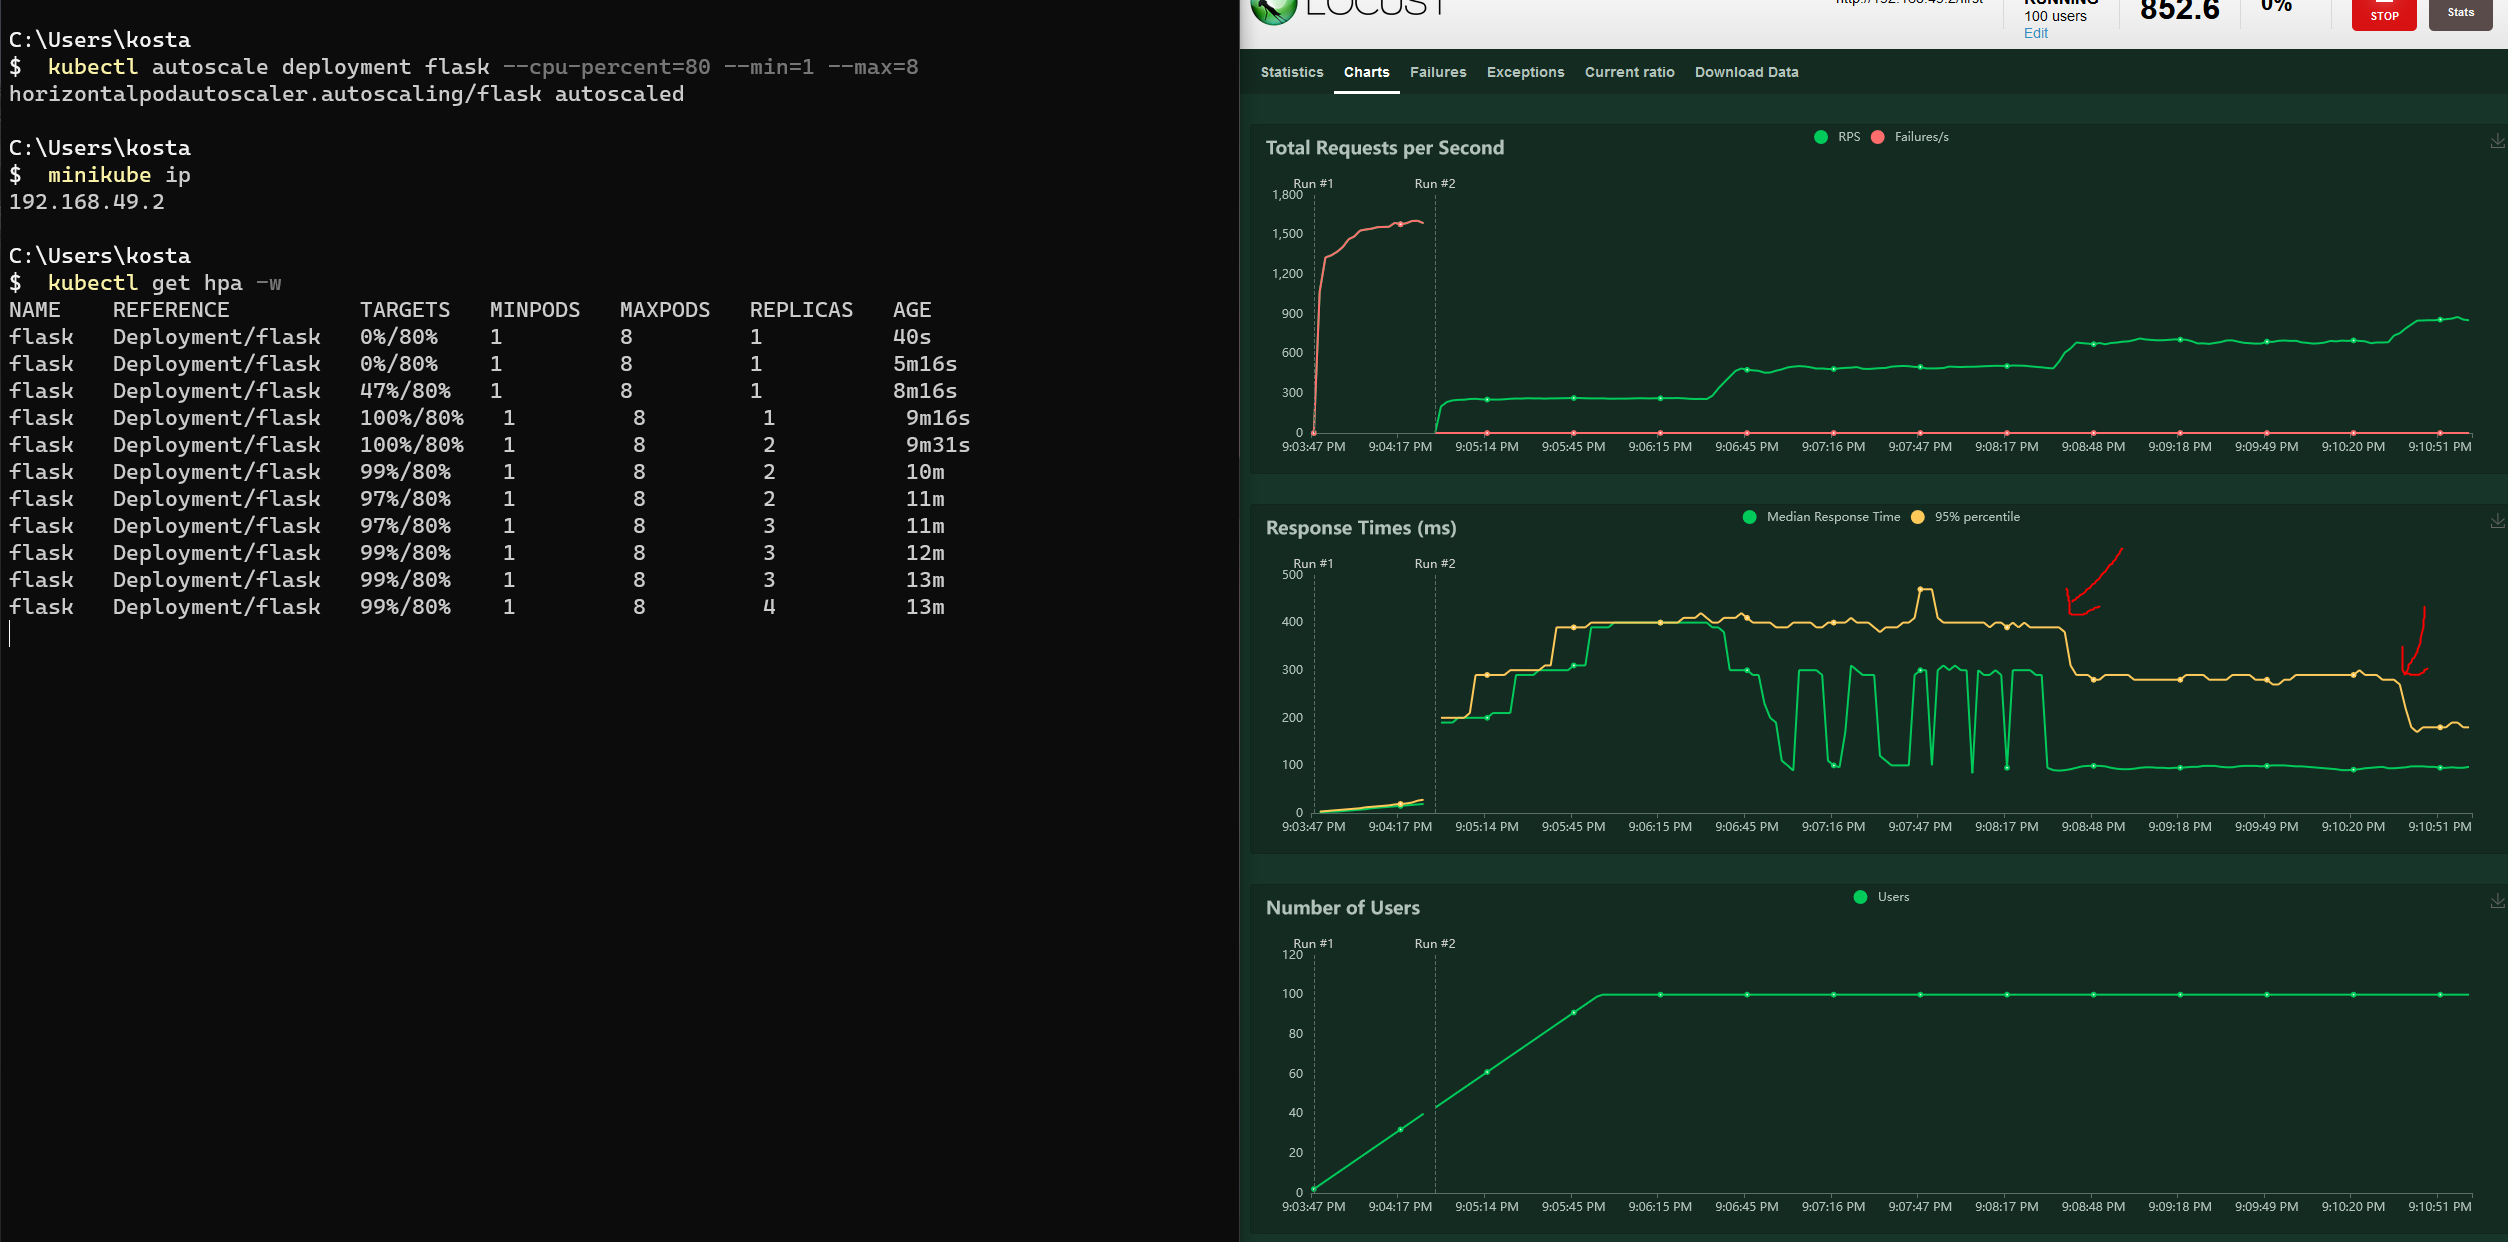 C:\Users\kosta
$  kubectl autoscale deployment flask --cpu-percent=80 --min=1 --max=8
horizontalpodautoscaler.autoscaling/flask autoscaled
C:\Users\kosta
$  minikube ip
192.168.49.2
C:\Users\kosta
$  kubectl get hpa -w
NAME    REFERENCE          TARGETS   MINPODS   MAXPODS   REPLICAS   AGE
flask   Deployment/flask   0%/80%    1         8         1          40s
flask   Deployment/flask   0%/80%    1         8         1          5m16s
flask   Deployment/flask   47%/80%   1         8         1          8m16s
flask   Deployment/flask   100%/80%   1         8         1          9m16s
flask   Deployment/flask   100%/80%   1         8         2          9m31s
flask   Deployment/flask   99%/80%    1         8         2          10m
flask   Deployment/flask   97%/80%    1         8         2          11m
flask   Deployment/flask   97%/80%    1         8         3          11m
flask   Deployment/flask   99%/80%    1         8         3          12m
flask   Deployment/flask   99%/80%    1         8         3          13m
flask   Deployment/flask   99%/80%    1         8         4          13m
LOCUST
http://192.168.49.2/first
RUNNING
100 users
Edit
852.6
0%
STOP
Stats
Statistics Charts Failures Exceptions Current ratio Download Data
Total Requests per Second
RPS Failures/s
Run #1 Run #2
1,800
1,500
1,200
900
600
300
0
9:03:47 PM 9:04:17 PM 9:05:14 PM 9:05:45 PM 9:06:15 PM 9:06:45 PM 9:07:16 PM 9:07:47 PM 9:08:17 PM 9:08:48 PM 9:09:18 PM 9:09:49 PM 9:10:20 PM 9:10:51 PM
Response Times (ms)
Median Response Time 95% percentile
Run #1 Run #2
500
400
300
200
100
0
9:03:47 PM 9:04:17 PM 9:05:14 PM 9:05:45 PM 9:06:15 PM 9:06:45 PM 9:07:16 PM 9:07:47 PM 9:08:17 PM 9:08:48 PM 9:09:18 PM 9:09:49 PM 9:10:20 PM 9:10:51 PM
Number of Users
Users
Run #1 Run #2
120
100
80
60
40
20
0
9:03:47 PM 9:04:17 PM 9:05:14 PM 9:05:45 PM 9:06:15 PM 9:06:45 PM 9:07:16 PM 9:07:47 PM 9:08:17 PM 9:08:48 PM 9:09:18 PM 9:09:49 PM 9:10:20 PM 9:10:51 PM